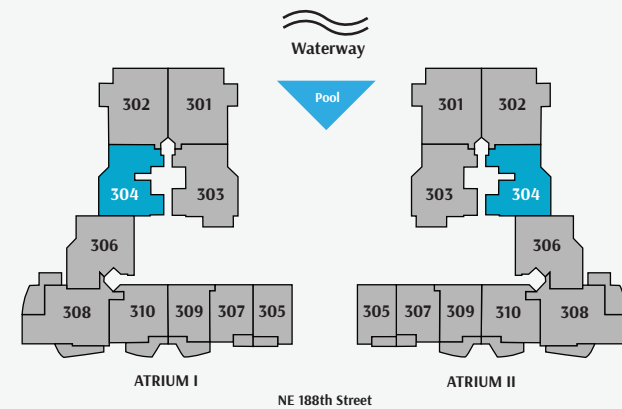 Waterway
Pool
302 301
304 303
306
308 310 309 307 305
301 302
303 304
306
305 307 309 310 308
ATRIUM I
ATRIUM II
NE 188th Street